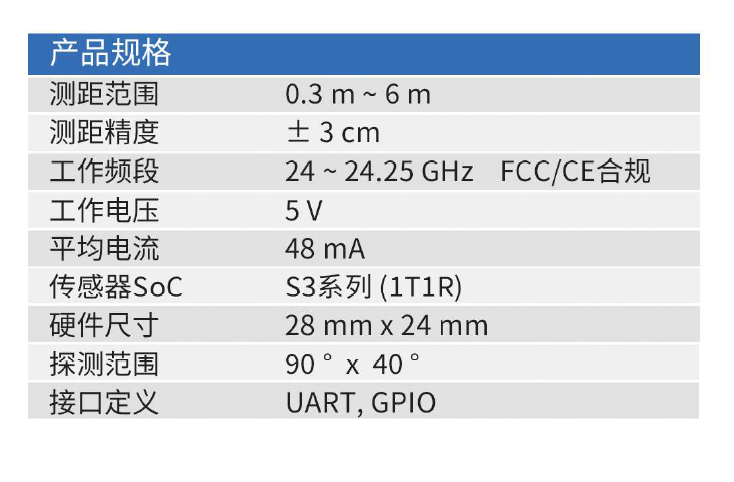 产品规格
测距范围 0.3 m ~ 6 m
测距精度 ± 3 cm
工作频段 24 ~ 24.25 GHz FCC/CE合规
工作电压 5 V
平均电流 48 mA
传感器SoC S3系列 (1T1R)
硬件尺寸 28 mm x 24 mm
探测范围 90 ° x 40 °
接口定义 UART, GPIO